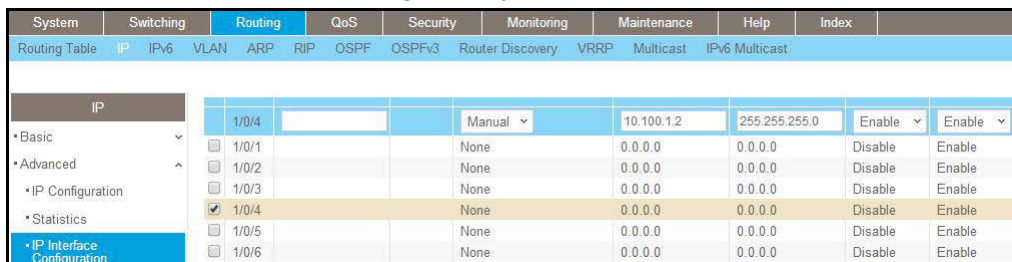 System Switching Routing QoS Security Monitoring Maintenance Help Index
Routing Table IP IPv6 VLAN ARP RIP OSPF OSPFv3 Router Discovery VRRP Multicast IPv6 Multicast
IP
Basic
Advanced
IP Configuration
Statistics
IP Interface
Configuration
1/0/4 Manual 10.100.1.2 255.255.255.0 Enable Enable
1/0/1 None 0.0.0.0 0.0.0.0 Disable Enable
1/0/2 None 0.0.0.0 0.0.0.0 Disable Enable
1/0/3 None 0.0.0.0 0.0.0.0 Disable Enable
1/0/4 None 0.0.0.0 0.0.0.0 Disable Enable
1/0/5 None 0.0.0.0 0.0.0.0 Disable Enable
1/0/6 None 0.0.0.0 0.0.0.0 Disable Enable